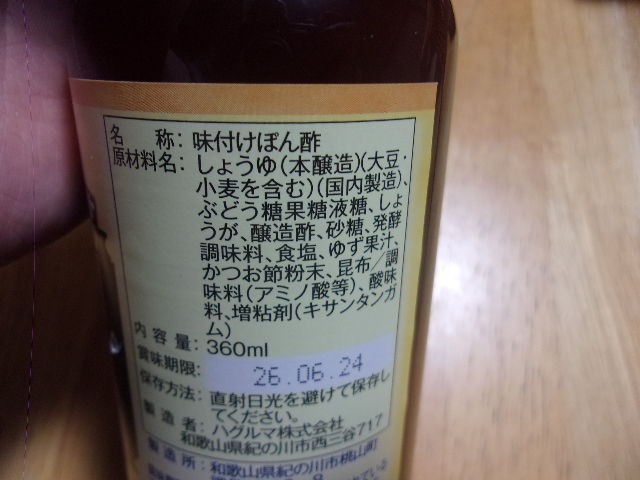 名　　称：味付けぽん酢
原材料名：しょうゆ（本醸造）（大豆・
小麦を含む）（国内製造）、
ぶどう糖果糖液糖、しょ
うが、醸造酢、砂糖、発酵
調味料、食塩、ゆず果汁、
かつお節粉末、昆布／調
味料（アミノ酸等）、酸味
料、増粘剤（キサンタンガ
ム）
内容量：360ml
賞味期限：26.06.24
保存方法：直射日光を避けて保存し
てください。
製造者：ハグルマ株式会社
和歌山県紀の川市西三谷717
製造所：和歌山県紀の川市桃山町